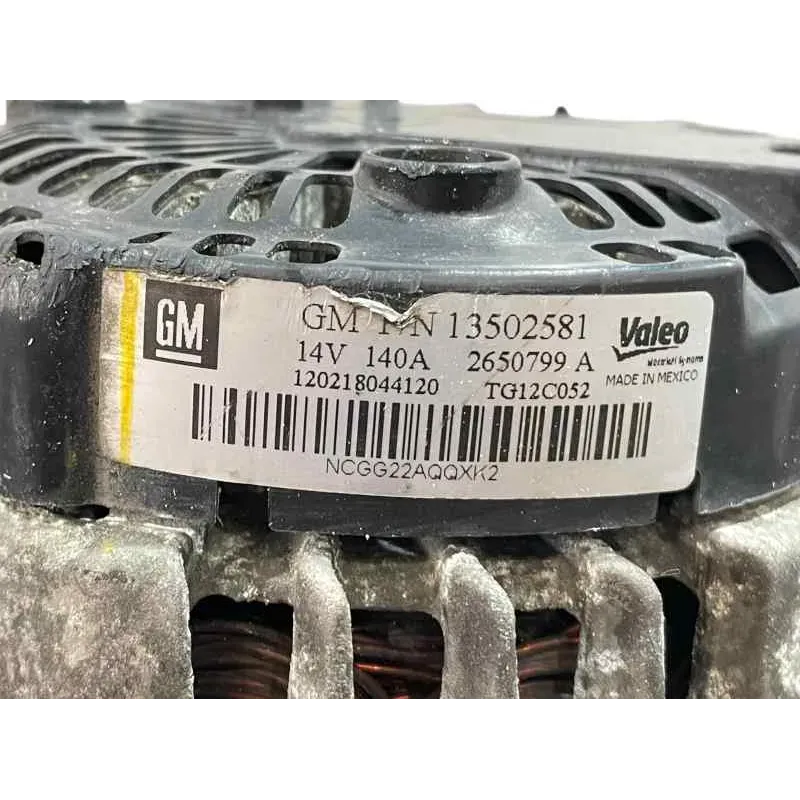 GM
GM P/N 13502581
14V 140A 2650799 A
120218044120 TG12C052
Valeo
MADE IN MEXICO
NCGG22AQQXK2